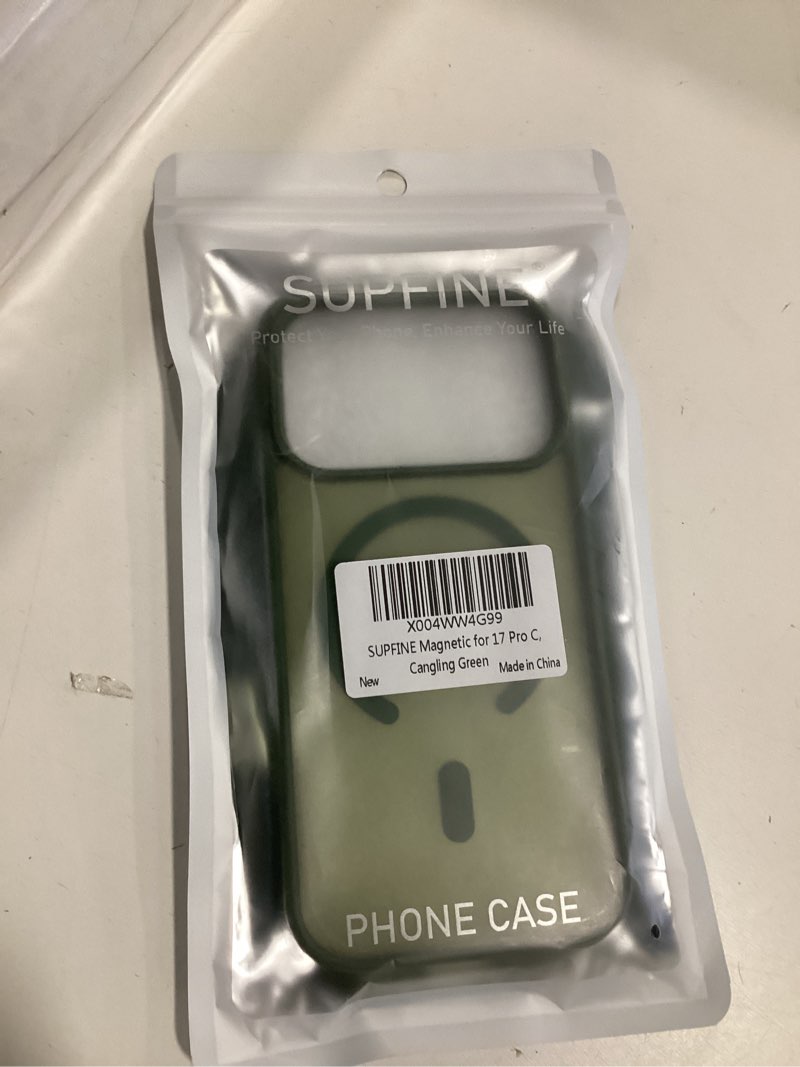 SUPFINE®
Protect Your Phone, Enhance Your Life
X004WW4G99
SUPFINE Magnetic for 17 Pro C,
Cangling Green
New
Made in China
PHONE CASE